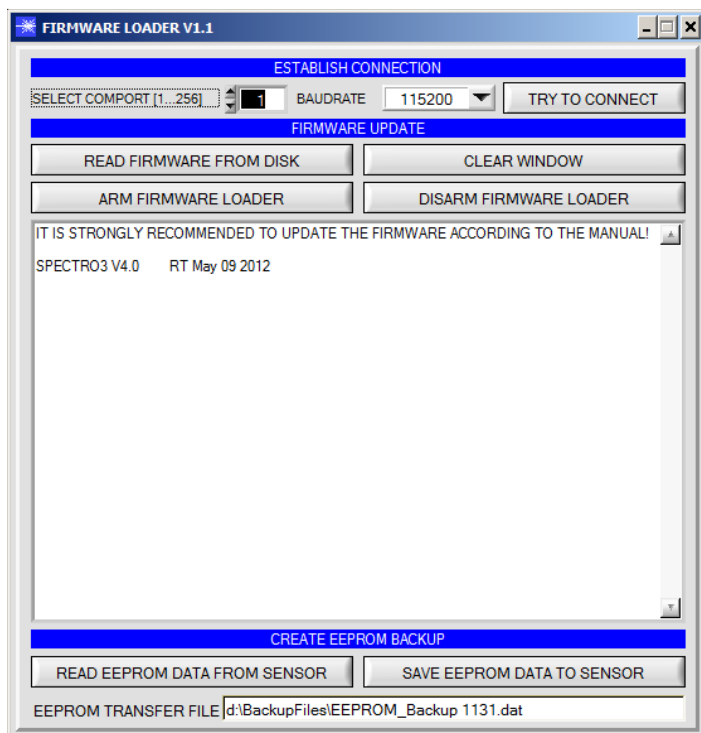 FIRMWARE LOADER V1.1
ESTABLISH CONNECTION
SELECT COMPORT [1...256] 1 BAUDRATE 115200 TRY TO CONNECT
FIRMWARE UPDATE
READ FIRMWARE FROM DISK CLEAR WINDOW
ARM FIRMWARE LOADER DISARM FIRMWARE LOADER
IT IS STRONGLY RECOMMENDED TO UPDATE THE FIRMWARE ACCORDING TO THE MANUAL!
SPECTRO3 V4.0 RT May 09 2012
CREATE EEPROM BACKUP
READ EEPROM DATA FROM SENSOR SAVE EEPROM DATA TO SENSOR
EEPROM TRANSFER FILE d:\BackupFiles\EEPROM_Backup 1131.dat